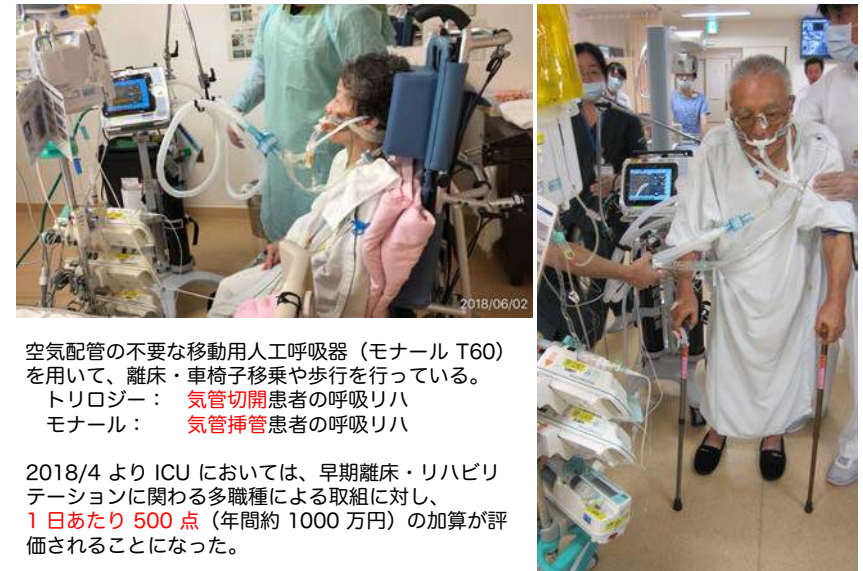 2018/06/02
空気配管の不要な移動用人工呼吸器（モナール T60）
を用いて、離床・車椅子移乗や歩行を行っている。
トリロジー： 気管切開患者の呼吸リハ
モナール： 気管挿管患者の呼吸リハ
2018/4 より ICU においては、早期離床・リハビリ
テーションに関わる多職種による取組に対し、
1 日あたり 500 点（年間約 1000 万円）の加算が評
価されることになった。